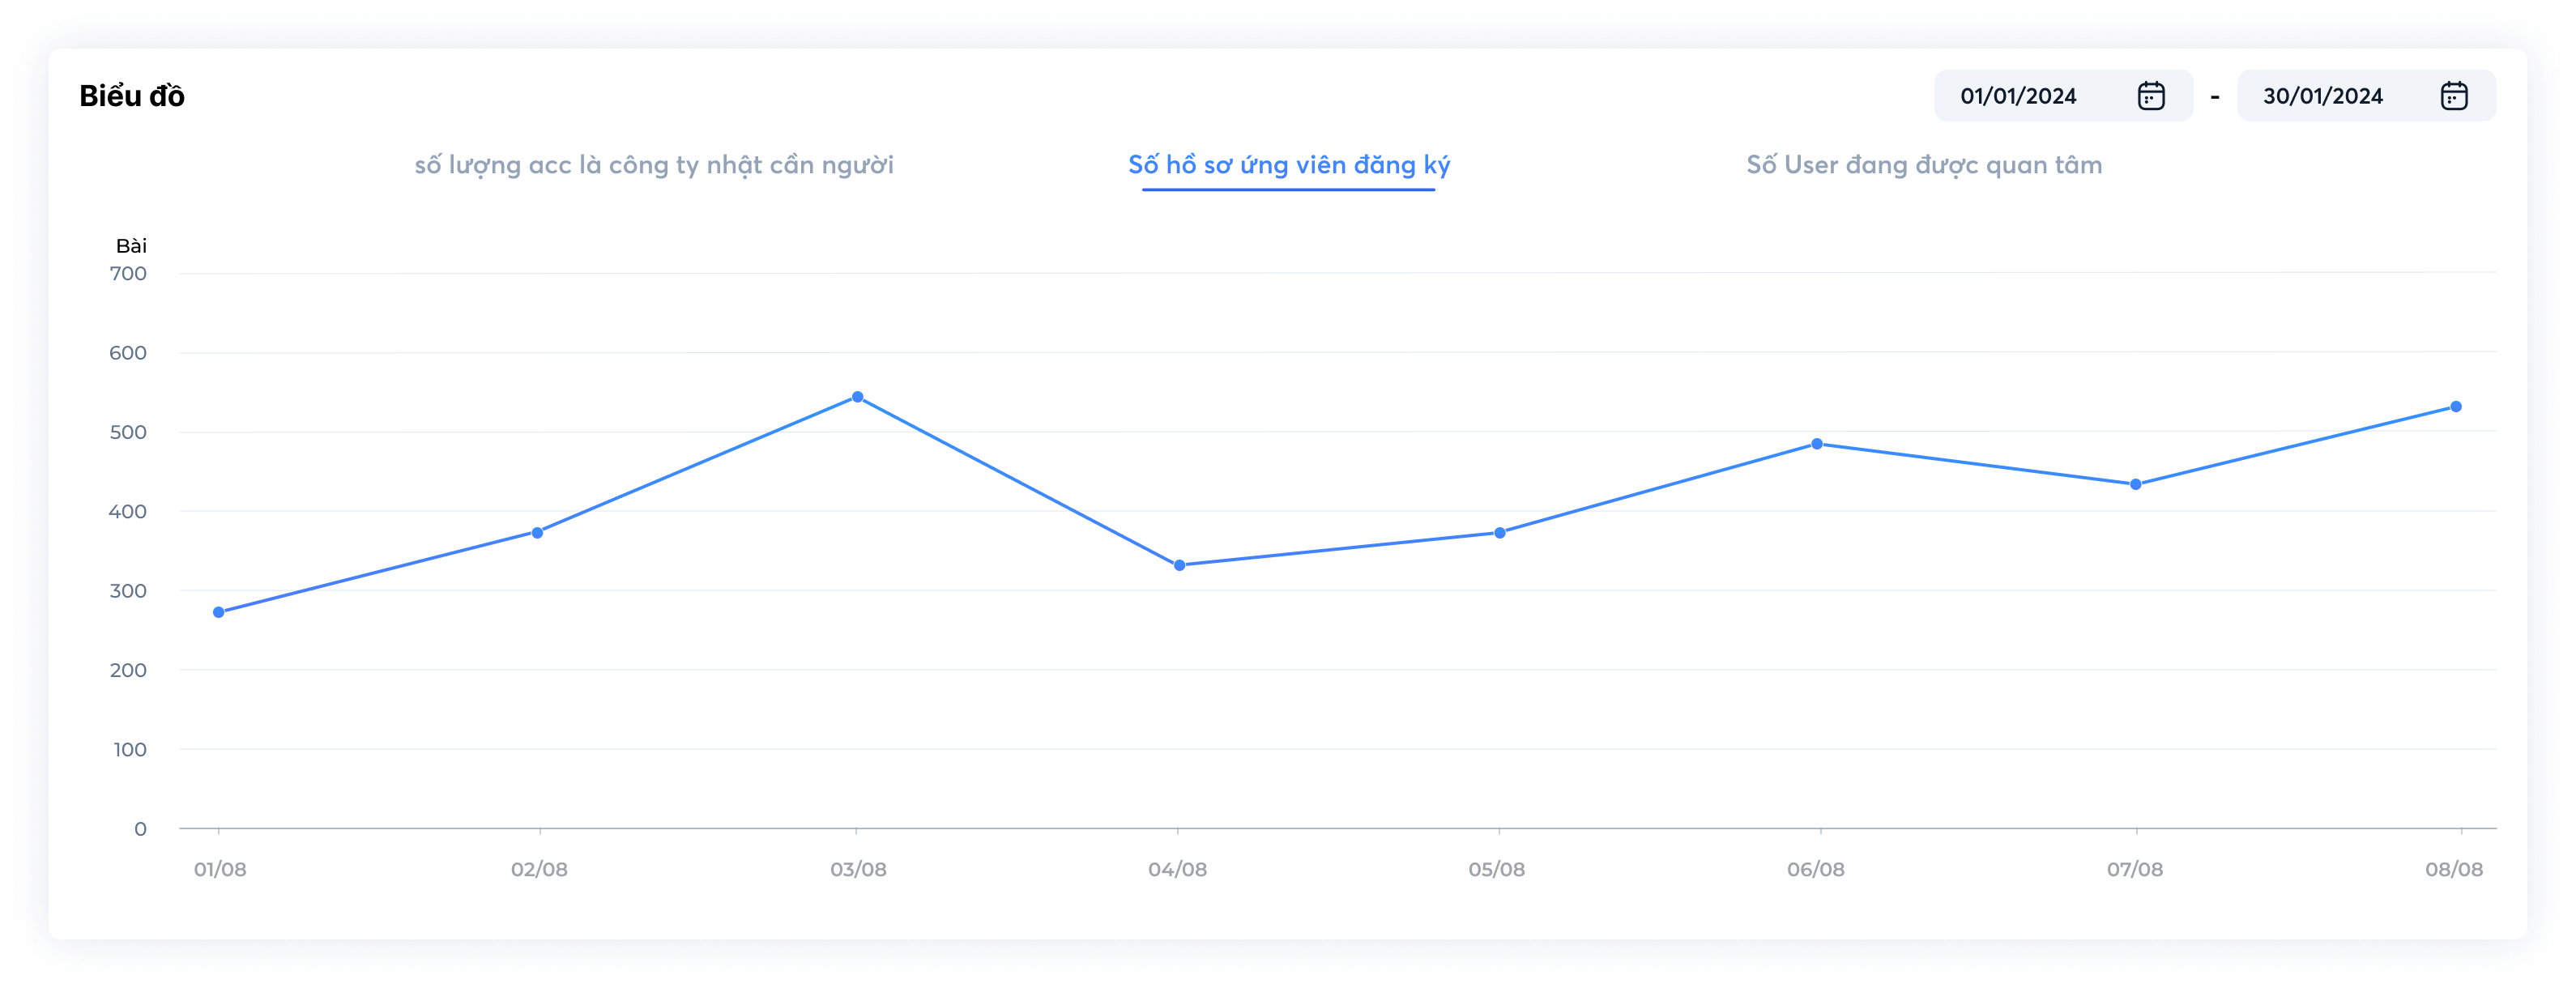 Biểu đồ
01/01/2024 - 30/01/2024
số lượng acc là công ty nhật cần người
Số hồ sơ ứng viên đăng ký
Số User đang được quan tâm
Bài
700
600
500
400
300
200
100
0
01/08 02/08 03/08 04/08 05/08 06/08 07/08 08/08